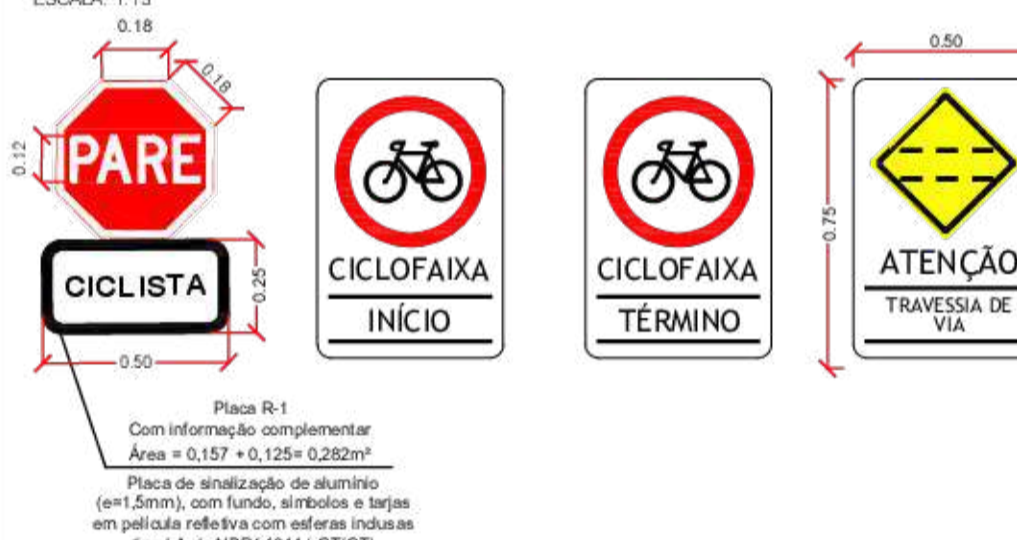 0.18
0.18
0.12
PARE
CICLISTA
0.25
0.50
CICLOFAIXA
INÍCIO
CICLOFAIXA
TÉRMINO
0.50
0.75
ATENÇÃO
TRAVESSIA DE
VIA
Placa R-1
Com informação complementar
Área = 0,157 + 0,125= 0,282m²
Placa de sinalização de alumínio
(e=1,5mm), com fundo, símbolos e tarjas
em película refletiva com esferas inclusas